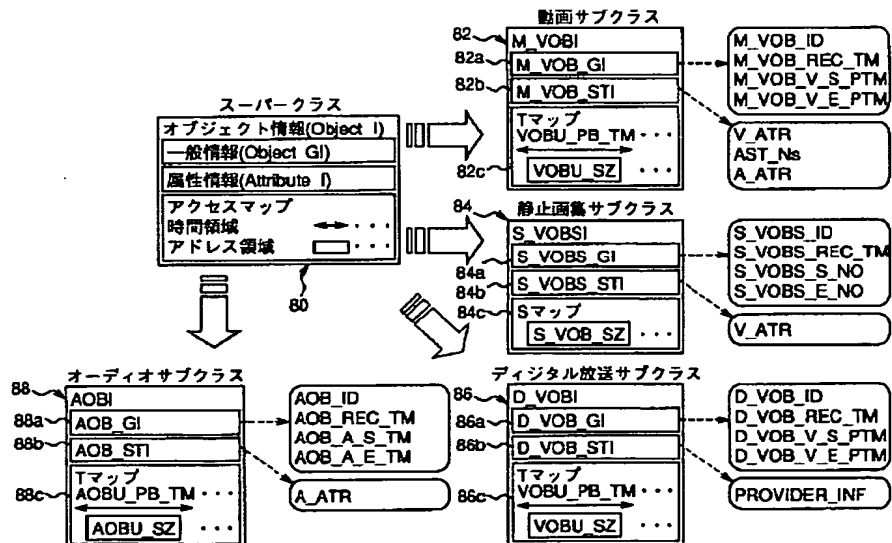 スーパークラス
オブジェクト情報(Object_I)
一般情報(Object_GI)
属性情報(Attribute_I)
アクセスマップ
時間領域 ・・・
アドレス領域 ・・・
80
動画サブクラス
82
M_VOBI
82a
M_VOB_GI
82b
M_VOB_STI
Tマップ
VOBU_PB_TM・・・
82c
VOBU_SZ ・・・
M_VOB_ID
M_VOB_REC_TM
M_VOB_V_S_PTM
M_VOB_V_E_PTM
V_ATR
AST_Ns
A_ATR
静止画集サブクラス
84
S_VOBSI
84a
S_VOBS_GI
84b
S_VOBS_STI
84c
Sマップ
S_VOB_SZ ・・・
S_VOBS_ID
S_VOBS_REC_TM
S_VOBS_S_NO
S_VOBS_E_NO
V_ATR
オーディオサブクラス
88
AOBI
88a
AOB_GI
88b
AOB_STI
Tマップ
AOBU_PB_TM・・・
88c
AOBU_SZ ・・・
AOB_ID
AOB_REC_TM
AOB_A_S_TM
AOB_A_E_TM
A_ATR
ディジタル放送サブクラス
86
D_VOBI
86a
D_VOB_GI
86b
D_VOB_STI
Tマップ
VOBU_PB_TM・・・
86c
VOBU_SZ ・・・
D_VOB_ID
D_VOB_REC_TM
D_VOB_V_S_PTM
D_VOB_V_E_PTM
PROVIDER_INF